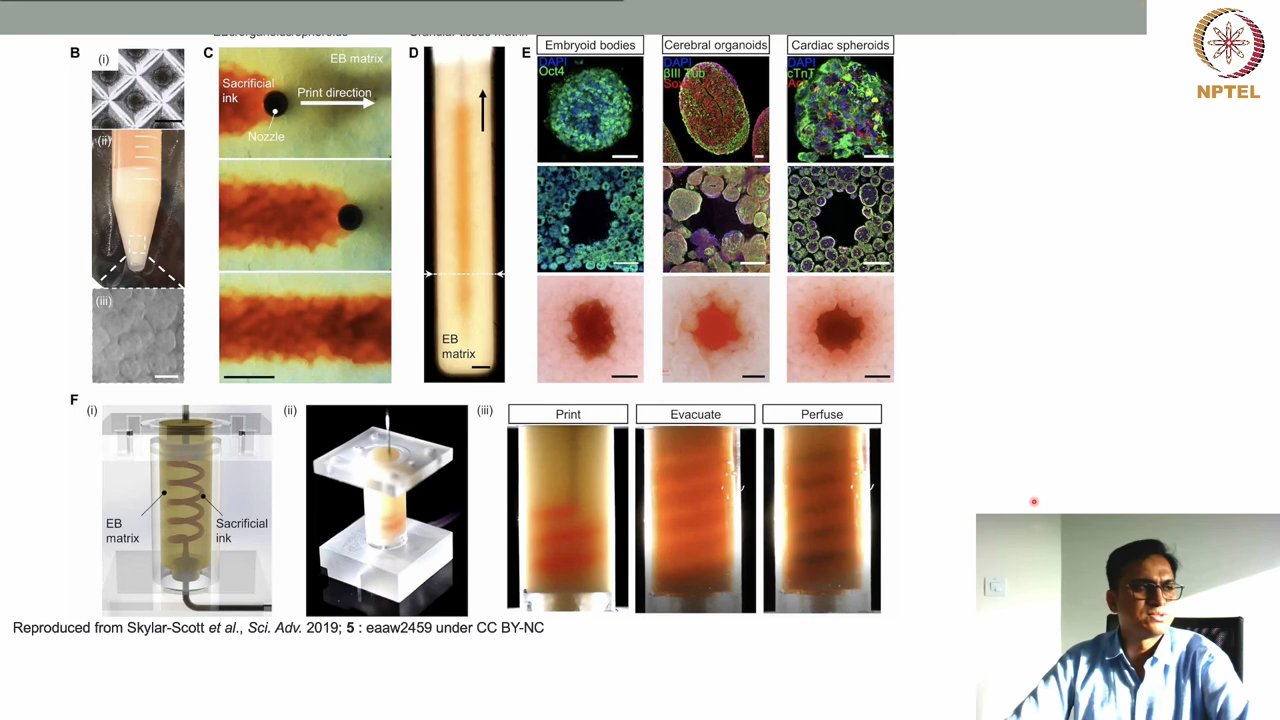 B
(i)
(ii)
(iii)
C
EB matrix
Sacrificial
ink
Print direction
Nozzle
D
EB
matrix
E
Embryoid bodies
Cerebral organoids
Cardiac spheroids
DAPI
Oct4
DAPI
βIII Tub
DAPI
cTnT
F
(i)
EB
matrix
Sacrificial
ink
(ii)
(iii)
Print
Evacuate
Perfuse
Reproduced from Skylar-Scott et al., Sci. Adv. 2019; 5 : eaaw2459 under CC BY-NC
NPTEL